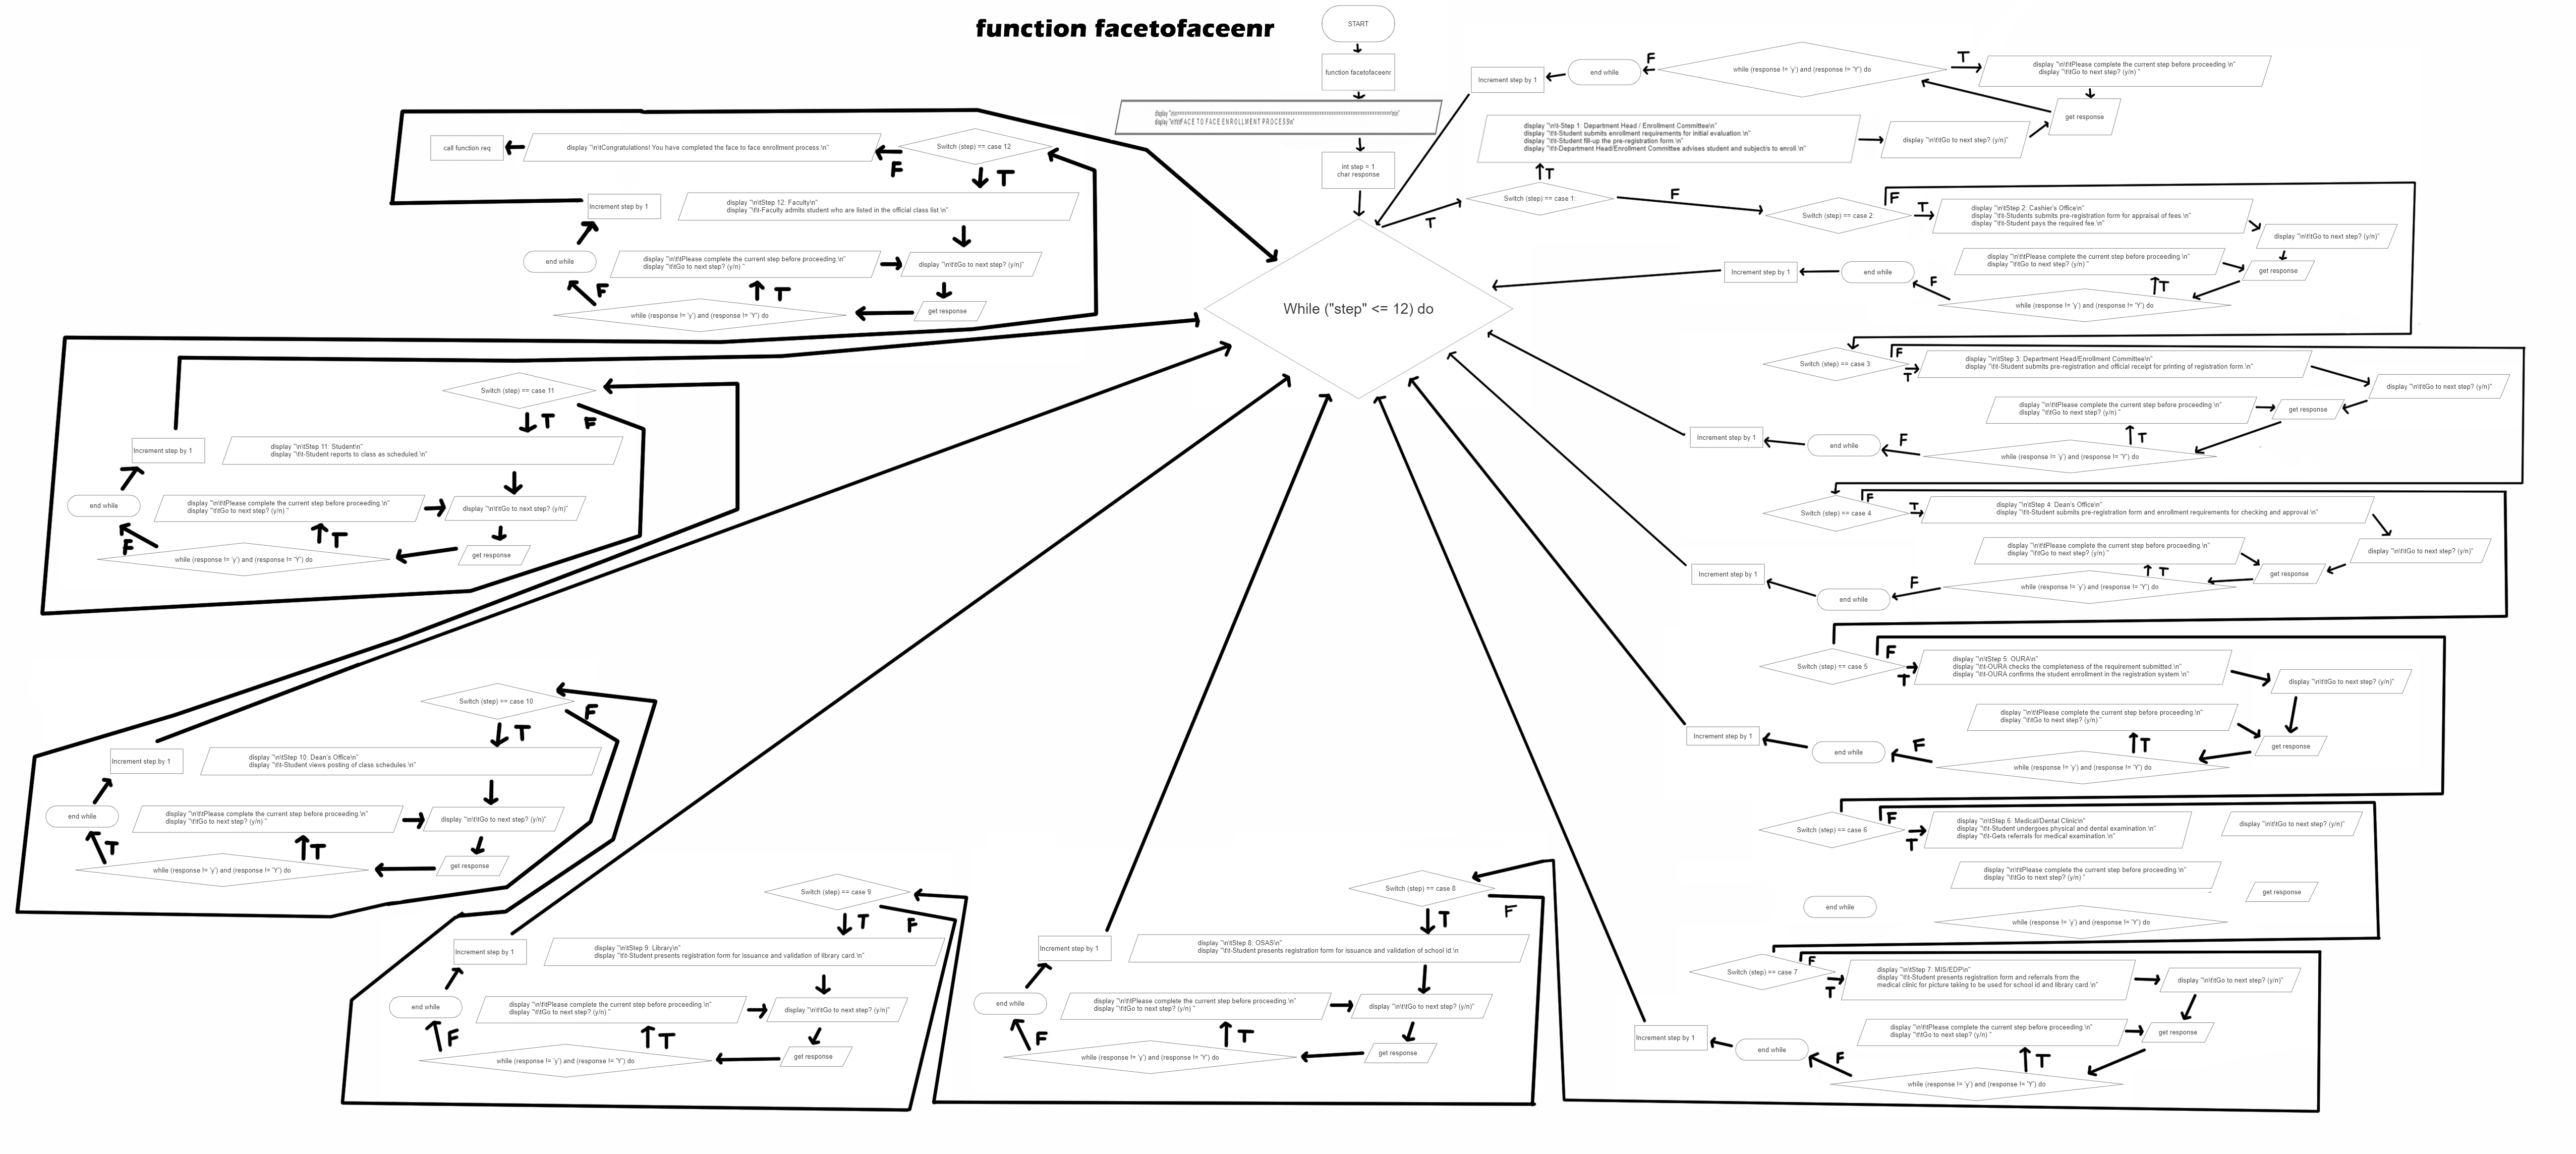 function facetofaceenr
START
function facetofaceenr
display "\n\t\tF A C E T O F A C E E N R O L L M E N T P R O C E S S\n"
int step = 1
char response
While ("step" <= 12) do
T
Switch (step) == case 1:
T
F
display "\n\t-Step 1: Department Head / Enrollment Committe\n"
display "\t\t-Student submits enrollment requirements for initial evaluation.\n"
display "\t\t-Student fill-up the pre-registration form.\n"
display "\t\t-Department Head/Enrollment Committee advises student and subject/s to enroll.\n"
display "\n\t\tGo to next step? (y/n)"
get response
while (response != 'y') and (response != 'Y') do
T
display "\n\t\tPlease complete the current step before proceeding.\n"
display "\t\tGo to next step? (y/n) "
F
end while
Increment step by 1
Switch (step) == case 2:
F
T
display "\n\tStep 2: Cashier's Office\n"
display "\t\t-Students submits pre-registration form for appraisal of fees.\n"
display "\t\t-Student pays the required fee.\n"
display "\n\t\tGo to next step? (y/n)"
get response
display "\n\t\tPlease complete the current step before proceeding.\n"
display "\t\tGo to next step? (y/n) "
T
while (response != 'y') and (response != 'Y') do
F
end while
Increment step by 1
Switch (step) == case 3:
F
T
display "\n\tStep 3: Department Head/Enrollment Committe\n"
display "\t\t-Student submits pre-registration and official receipt for printing of registration form.\n"
display "\n\t\tGo to next step? (y/n)"
get response
display "\n\t\tPlease complete the current step before proceeding.\n"
display "\t\tGo to next step? (y/n) "
T
while (response != 'y') and (response != 'Y') do
F
end while
Increment step by 1
Switch (step) == case 4
F
T
display "\n\tStep 4: Dean's Office\n"
display "\t\t-Student submits pre-registration form and enrollment requirements for checking and approval.\n"
display "\n\t\tGo to next step? (y/n)"
get response
display "\n\t\tPlease complete the current step before proceeding.\n"
display "\t\tGo to next step? (y/n) "
T
while (response != 'y') and (response != 'Y') do
F
end while
Increment step by 1
Switch (step) == case 5
F
T
display "\n\tStep 5: OURA\n"
display "\t\t-OURA checks the completeness of the requirement submitted.\n"
display "\t\t-OURA confirms the student enrollment in the registration system.\n"
display "\n\t\tGo to next step? (y/n)"
get response
display "\n\t\tPlease complete the current step before proceeding.\n"
display "\t\tGo to next step? (y/n) "
T
while (response != 'y') and (response != 'Y') do
F
end while
Increment step by 1
Switch (step) == case 6
F
T
display "\n\tStep 6: Medical/Dental Clinic\n"
display "\t\t-Student undergoes physical and dental examination.\n"
display "\t\t-Gets referrals for medical examination.\n"
display "\n\t\tGo to next step? (y/n)"
display "\n\t\tPlease complete the current step before proceeding.\n"
display "\t\tGo to next step? (y/n) "
get response
end while
while (response != 'y') and (response != 'Y') do
Switch (step) == case 7
F
T
display "\n\tStep 7: MIS/EDP\n"
display "\t\t-Student presents registration form and referrals from the
medical clinic for picture taking to be used for school id and library card.\n"
display "\n\t\tGo to next step? (y/n)"
get response
display "\n\t\tPlease complete the current step before proceeding.\n"
display "\t\tGo to next step? (y/n) "
T
while (response != 'y') and (response != 'Y') do
F
end while
Increment step by 1
Switch (step) == case 8
T
F
display "\n\tStep 8: OSAS\n"
display "\t\t-Student presents registration form for issuance and validation of school id.\n
display "\n\t\tGo to next step? (y/n)"
get response
display "\n\t\tPlease complete the current step before proceeding.\n"
display "\t\tGo to next step? (y/n) "
T
while (response != 'y') and (response != 'Y') do
F
end while
Increment step by 1
Switch (step) == case 9
T
F
display "\n\tStep 9: Library\n"
display "\t\t-Student presents registration form for issuance and validation of library card.\n"
display "\n\t\tGo to next step? (y/n)"
get response
display "\n\t\tPlease complete the current step before proceeding.\n"
display "\t\tGo to next step? (y/n) "
T
while (response != 'y') and (response != 'Y') do
F
end while
Increment step by 1
Switch (step) == case 10
T
F
display "\n\tStep 10: Dean's Office\n"
display "\t\t-Student views posting of class schedules.\n"
display "\n\t\tGo to next step? (y/n)"
get response
display "\n\t\tPlease complete the current step before proceeding.\n"
display "\t\tGo to next step? (y/n) "
T
while (response != 'y') and (response != 'Y') do
T
end while
Increment step by 1
Switch (step) == case 11
T
F
display "\n\tStep 11: Student\n"
display "\t\t-Student reports to class as scheduled.\n"
display "\n\t\tGo to next step? (y/n)"
get response
display "\n\t\tPlease complete the current step before proceeding.\n"
display "\t\tGo to next step? (y/n) "
T
while (response != 'y') and (response != 'Y') do
F
end while
Increment step by 1
Switch (step) == case 12
T
F
display "\n\tStep 12: Faculty\n"
display "\t\t-Faculty admits student who are listed in the official class list.\n"
display "\n\t\tGo to next step? (y/n)"
get response
display "\n\t\tPlease complete the current step before proceeding.\n"
display "\t\tGo to next step? (y/n) "
T
while (response != 'y') and (response != 'Y') do
F
end while
Increment step by 1
display "\n\tCongratulations! You have completed the face to face enrollment process.\n"
call function req